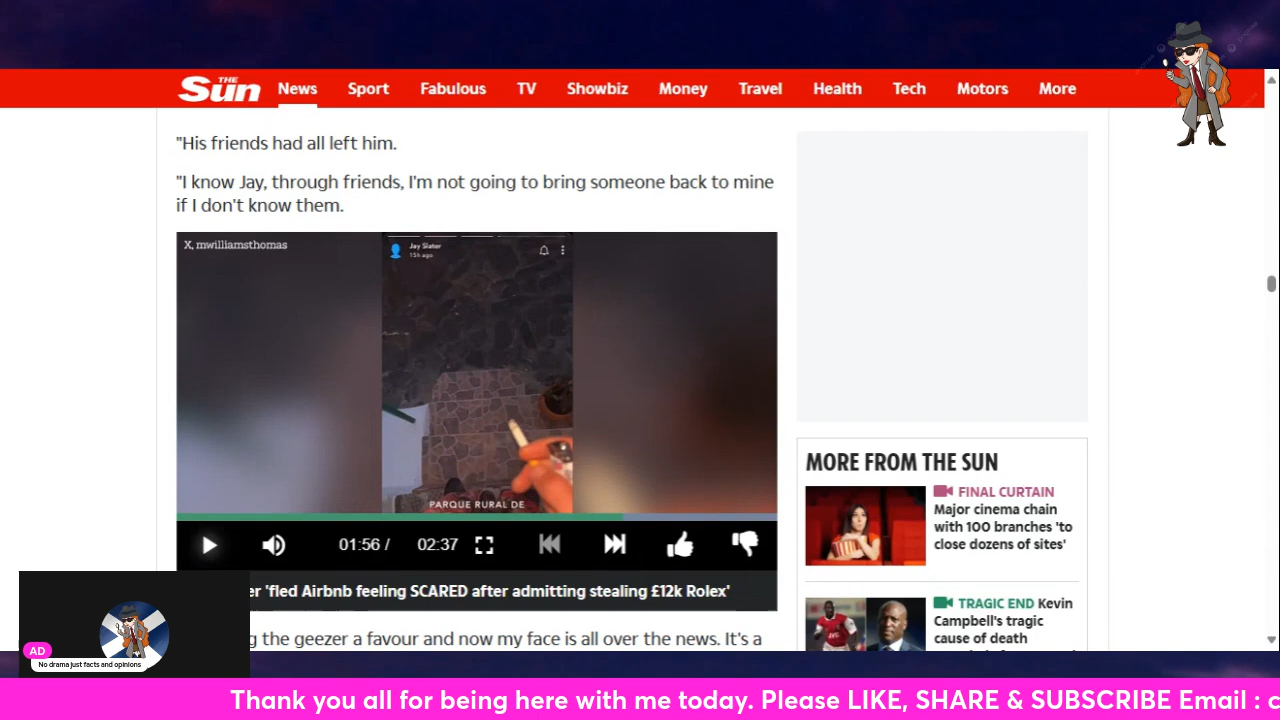 THE Sun
News Sport Fabulous TV Showbiz Money Travel Health Tech Motors More
"His friends had all left him.
"I know Jay, through friends, I'm not going to bring someone back to mine
if I don't know them.
X, mwilliamsthomas
Jay Slater
15h ago
PARQUE RURAL DE
01:56 / 02:37
er 'fled Airbnb feeling SCARED after admitting stealing £12k Rolex'
g the geezer a favour and now my face is all over the news. It's a
MORE FROM THE SUN
FINAL CURTAIN
Major cinema chain
with 100 branches 'to
close dozens of sites'
TRAGIC END Kevin
Campbell's tragic
cause of death
AD
No drama just facts and opinions
Thank you all for being here with me today. Please LIKE, SHARE & SUBSCRIBE Email : c